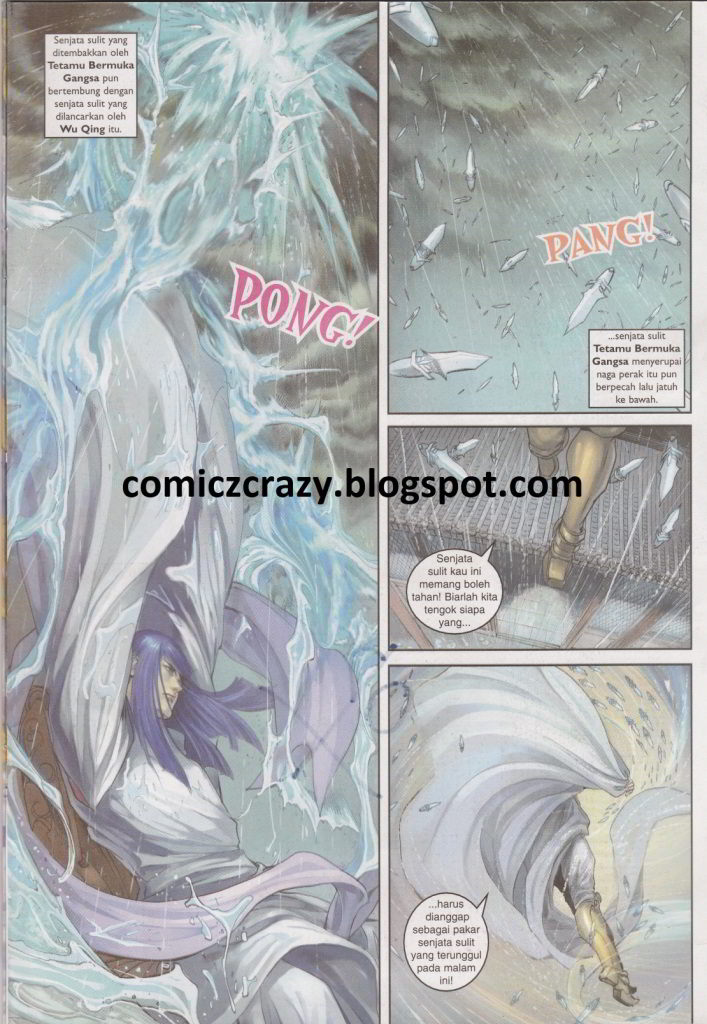 Senjata sulit yang
ditembakkan oleh
Tetamu Bermuka
Gangsa pun
bertembung dengan
senjata sulit yang
dilancarkan oleh
Wu Qing itu.
PONG!
PANG!
...senjata sulit
Tetamu Bermuka
Gangsa menyerupai
naga perak itu pun
berpecah lalu jatuh
ke bawah.
comiczcrazy.blogspot.com
Senjata
sulit kau ini
memang boleh
tahan! Biarlah kita
tengok siapa
yang...
...harus
dianggap
sebagai pakar
senjata sulit
yang terunggul
pada malam
ini!